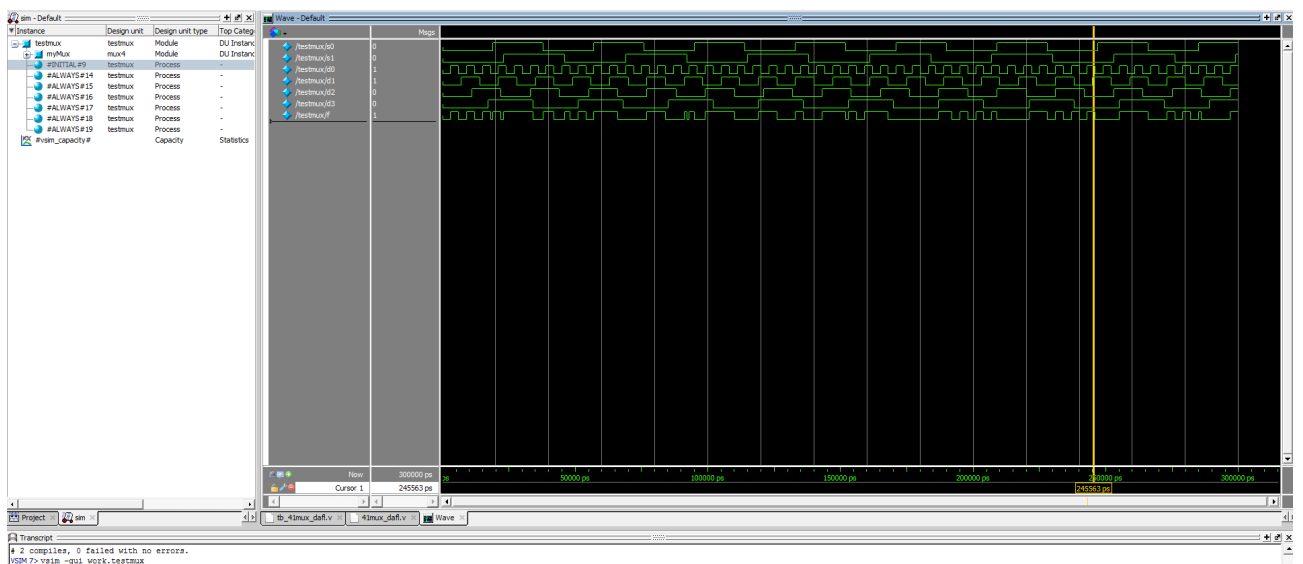 sim - Default
Instance Design unit Design unit type Top Categ
testmux testmux Module DU Instanc
myMux mux4 Module DU Instanc
#INITIAL#9 testmux Process -
#ALWAYS#14 testmux Process -
#ALWAYS#15 testmux Process -
#ALWAYS#16 testmux Process -
#ALWAYS#17 testmux Process -
#ALWAYS#18 testmux Process -
#ALWAYS#19 testmux Process -
#vsim_capacity# Capacity Statistics
Project sim
Wave - Default
Msgs
/testmux/s0 0
/testmux/s1 0
/testmux/d0 1
/testmux/d1 1
/testmux/d2 0
/testmux/d3 0
/testmux/f 1
Now 300000 ps ps 50000 ps 100000 ps 150000 ps 200000 ps 300000 ps
Cursor 1 245563 ps 245563 ps
tb_41mux_dafl.v 41mux_dafl.v Wave
Transcript
# 2 compiles, 0 failed with no errors.
VSIM 7> vsim -gui work.testmux